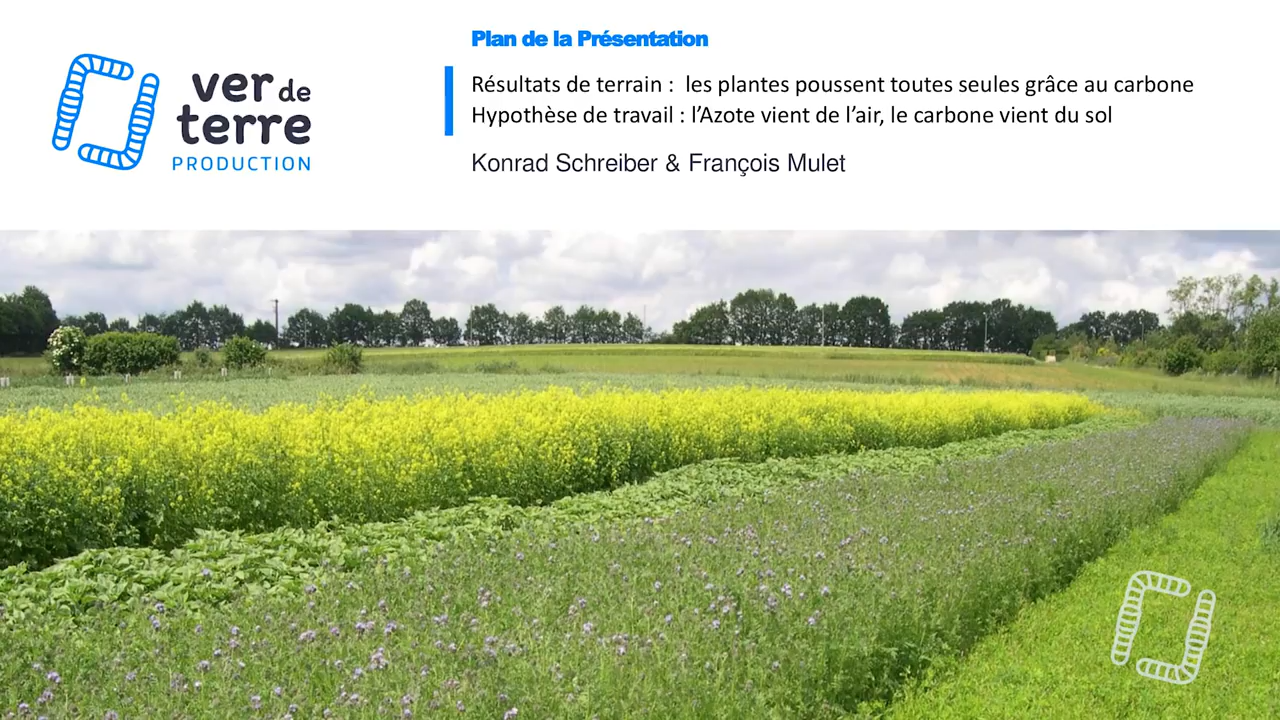 ver de
terre
PRODUCTION
Plan de la Présentation
Résultats de terrain :  les plantes poussent toutes seules grâce au carbone
Hypothèse de travail : l’Azote vient de l’air, le carbone vient du sol
Konrad Schreiber & François Mulet